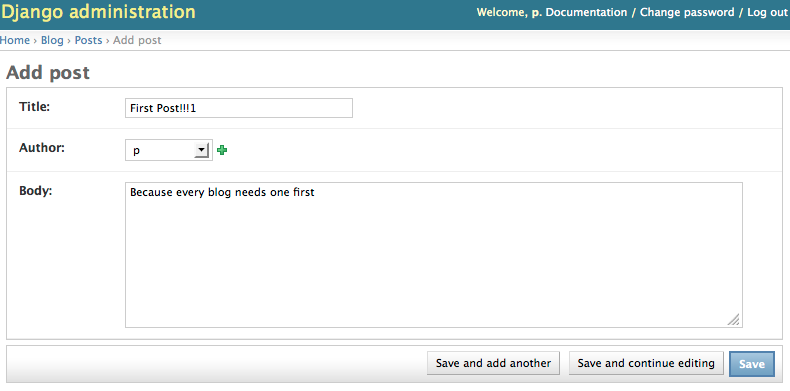 Django administration
Welcome, p. Documentation / Change password / Log out
Home › Blog › Posts › Add post
Add post
Title: First Post!!!1
Author: p
Body: Because every blog needs one first
Save and add another Save and continue editing Save